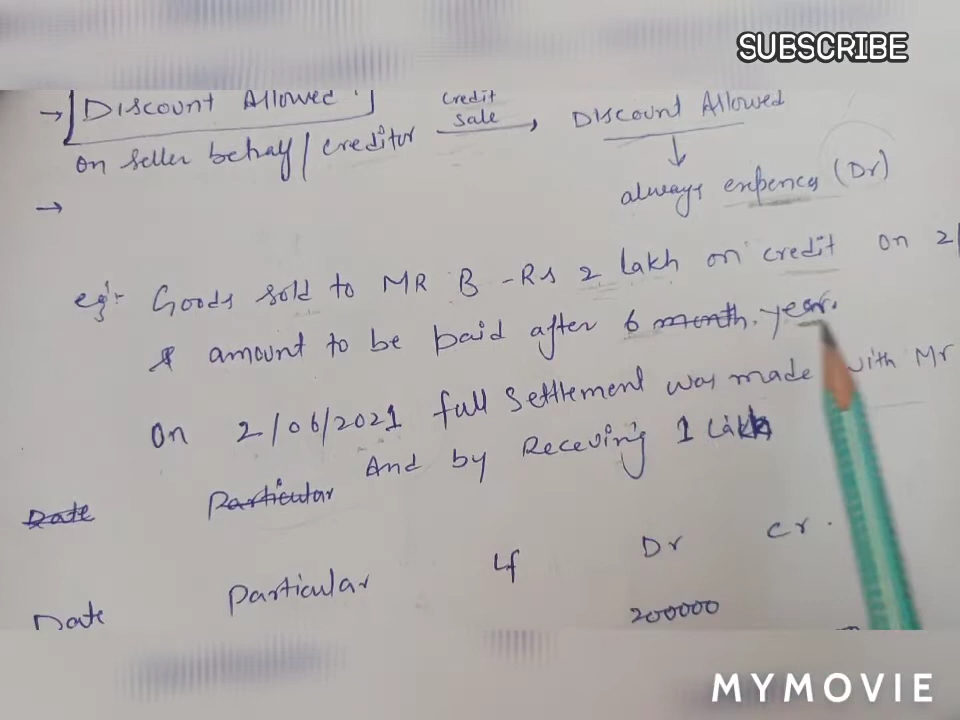 SUBSCRIBE
→ Discount Allowed
on seller behalf / creditor
credit sale → Discount Allowed
↓
always expences (Dr)
→
eg:- Goods sold to MR B - Rs 2 Lakh on credit on 2/
& amount to be paid after 6 month. year.
On 2/06/2021 full settlement was made with Mr
And by Receving 1 Lakh
Date Particular
Date Particular Lf Dr Cr.
200000
MYMOVIE